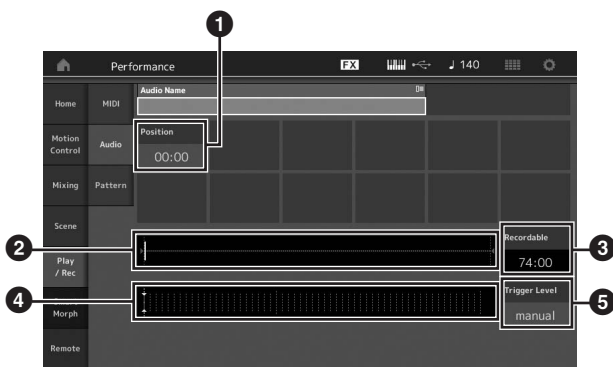 1
Performance
FX
140
Audio Name
Home
MIDI
Position
00:00
Motion
Control
Audio
Mixing
Pattern
Scene
2
Recordable
74:00
3
Play
/ Rec
4
Trigger Level
manual
5
Morph
Remote